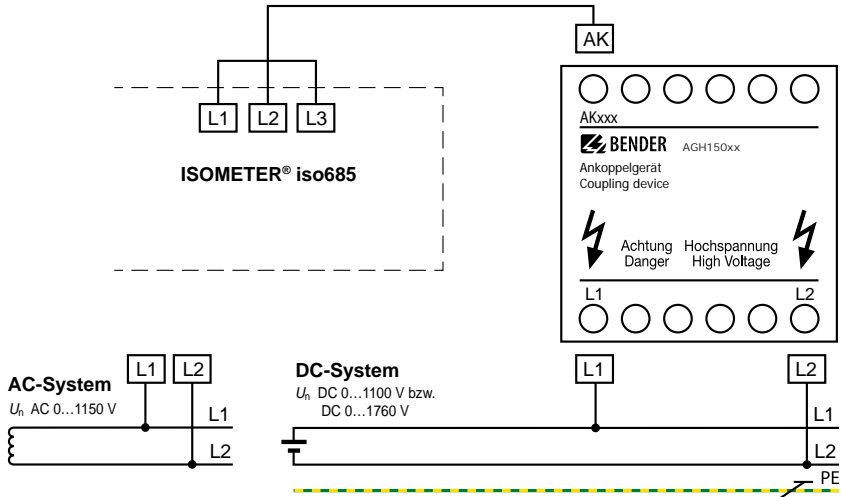 AK
L1 L2 L3
ISOMETER® iso685
AKxxx
BENDER AGH150xx
Ankoppelgerät
Coupling device
Achtung Hochspannung
Danger High Voltage
L1 L2
AC-System
Un AC 0...1150 V
L1 L2
L1
L2
DC-System
Un DC 0...1100 V bzw.
DC 0...1760 V
L1 L2
L1
L2
PE